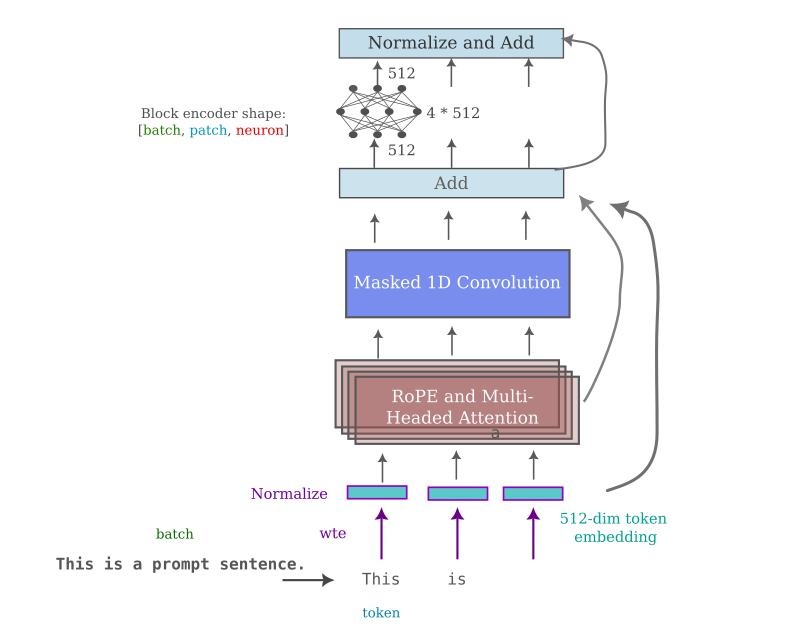 Normalize and Add
512
Block encoder shape:
[batch, patch, neuron]
4 * 512
512
Add
Masked 1D Convolution
RoPE and Multi-
Headed Attention
a
Normalize
512-dim token
embedding
batch
wte
This is a prompt sentence.
This is
token